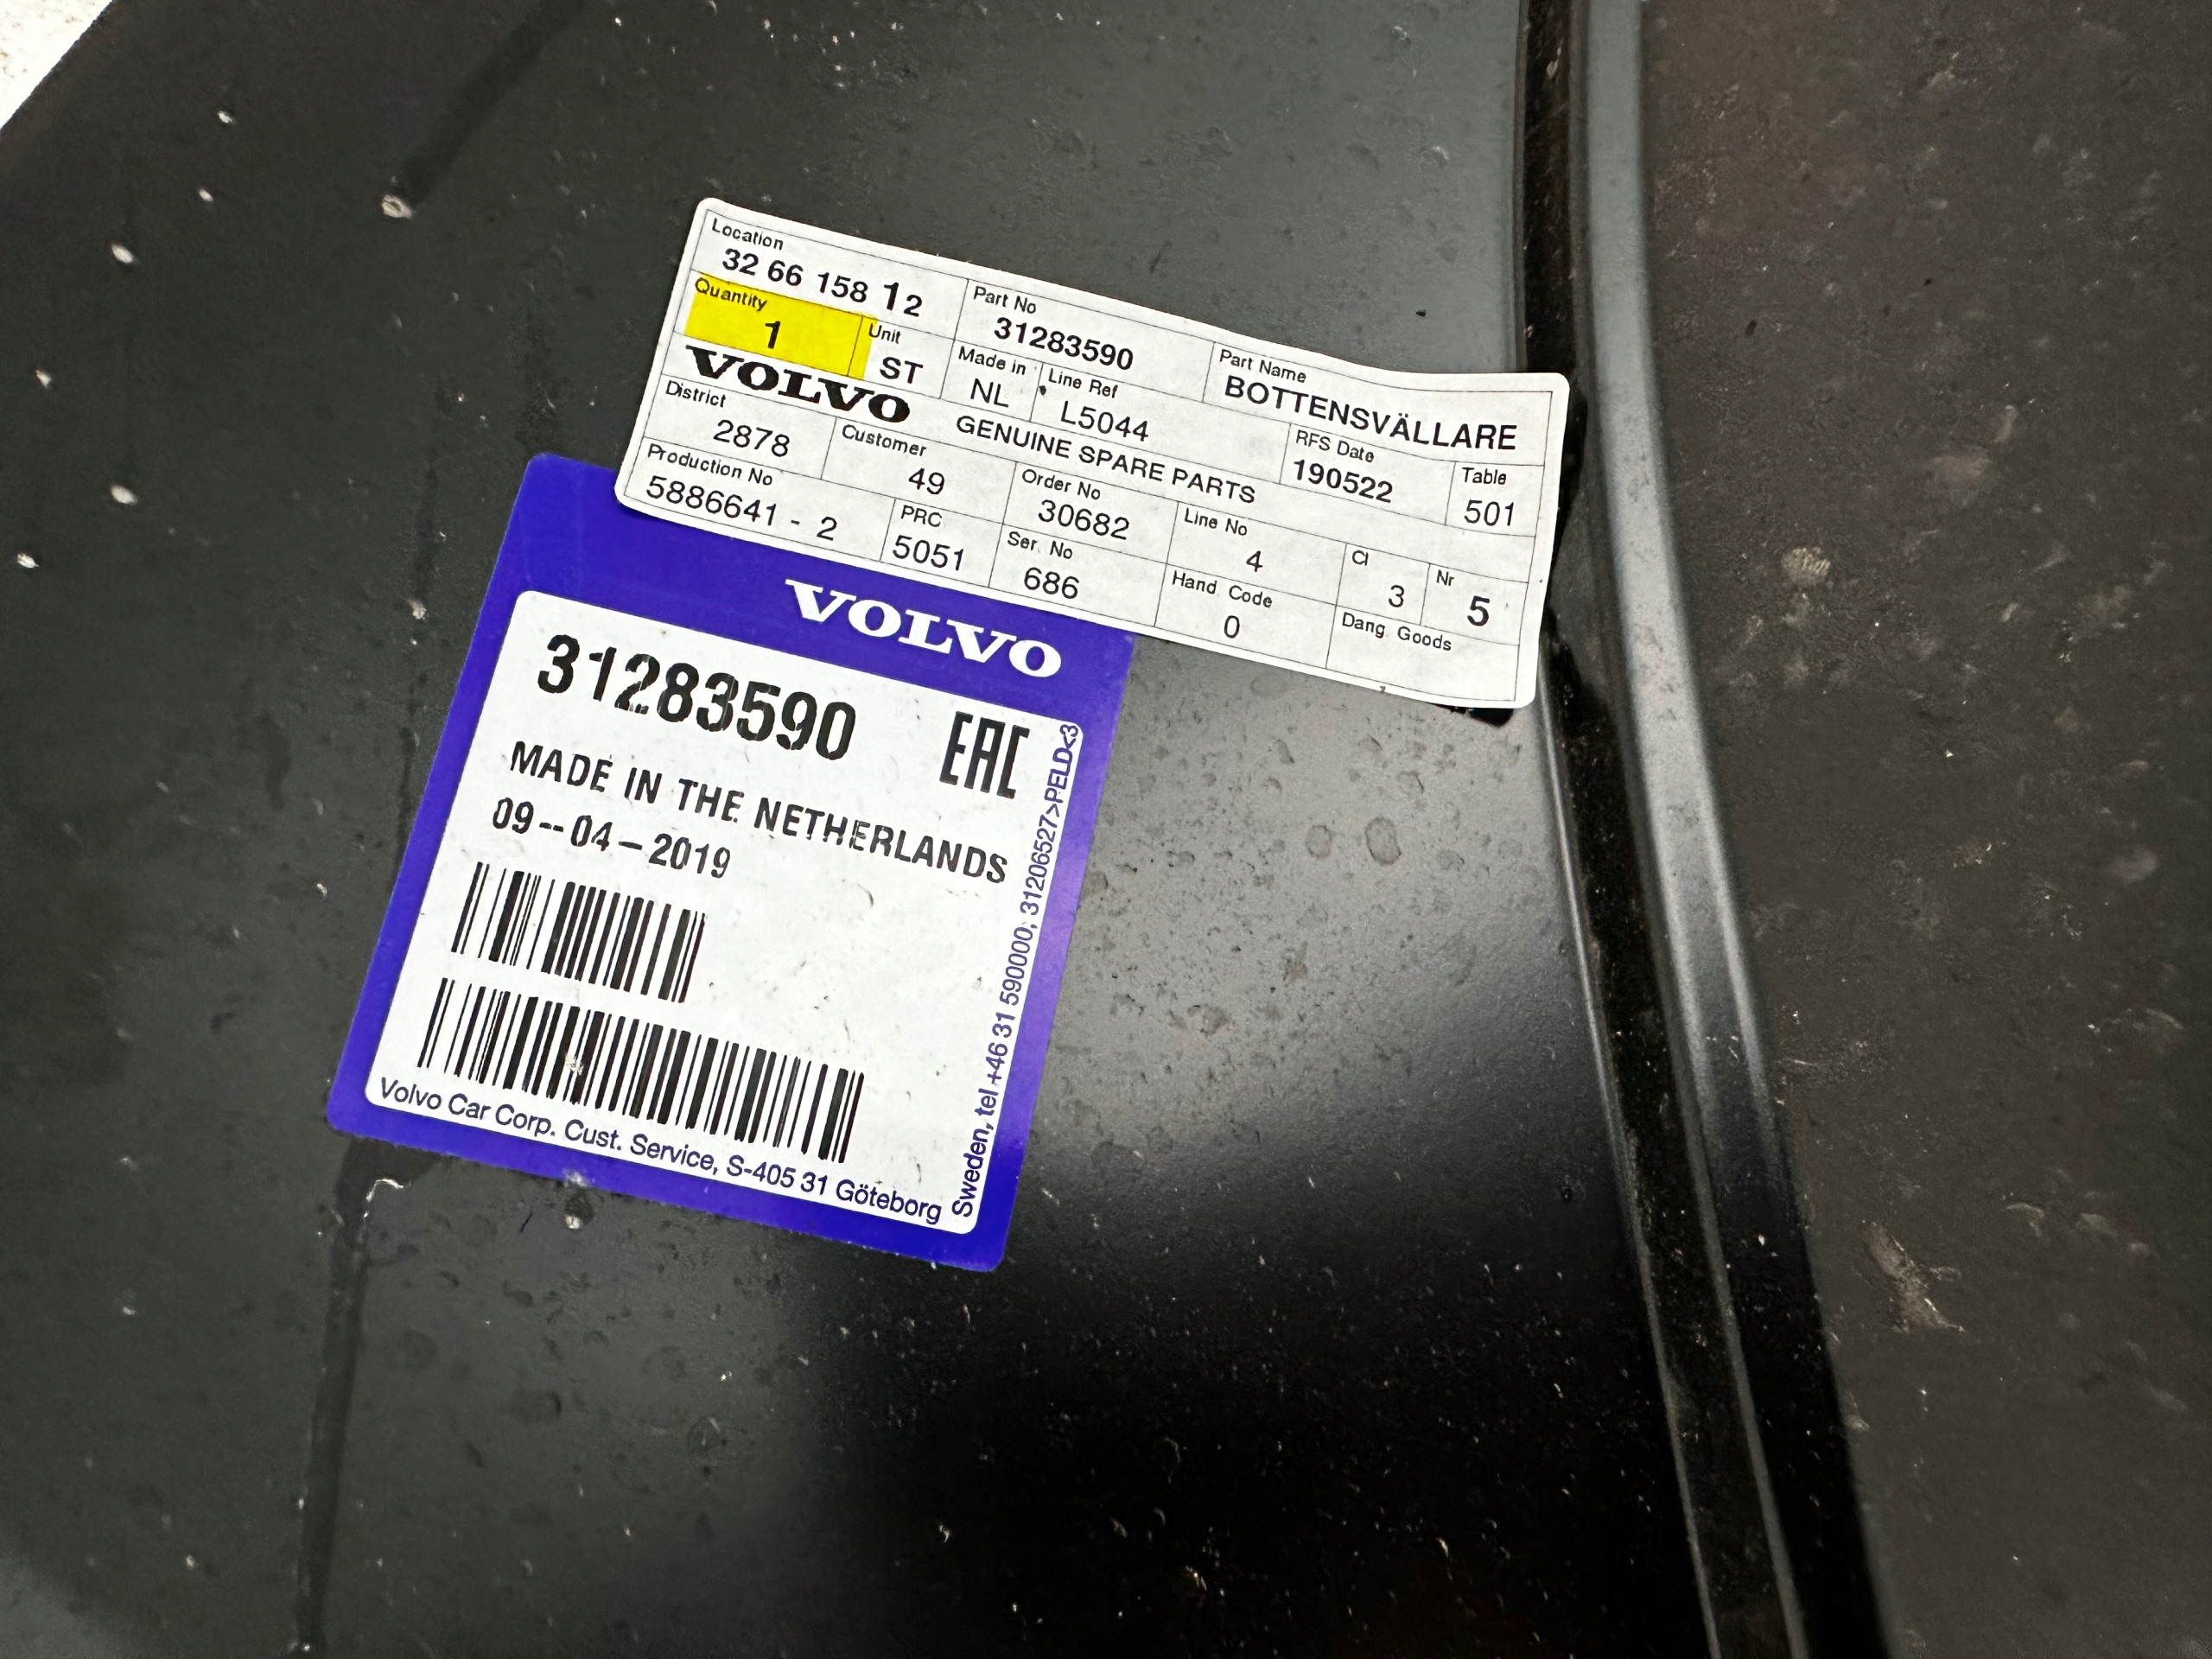 Location
32 66 158 12
Part No
31283590
Part Name
BOTTENSVÄLLARE
Quantity
1
Unit
ST
Made in
NL
Line Ref
L5044
RFS Date
190522
Table
501
VOLVO
GENUINE SPARE PARTS
District
2878
Customer
49
Order No
30682
Line No
4
Cl
3
Nr
5
Production No
5886641 - 2
PRC
5051
Ser. No
686
Hand Code
0
Dang Goods
VOLVO
31283590
EAC
MADE IN THE NETHERLANDS
09--04-2019
Volvo Car Corp. Cust. Service, S-405 31 Göteborg
Sweden, tel +46 31 590000, 31206527>PELD<3